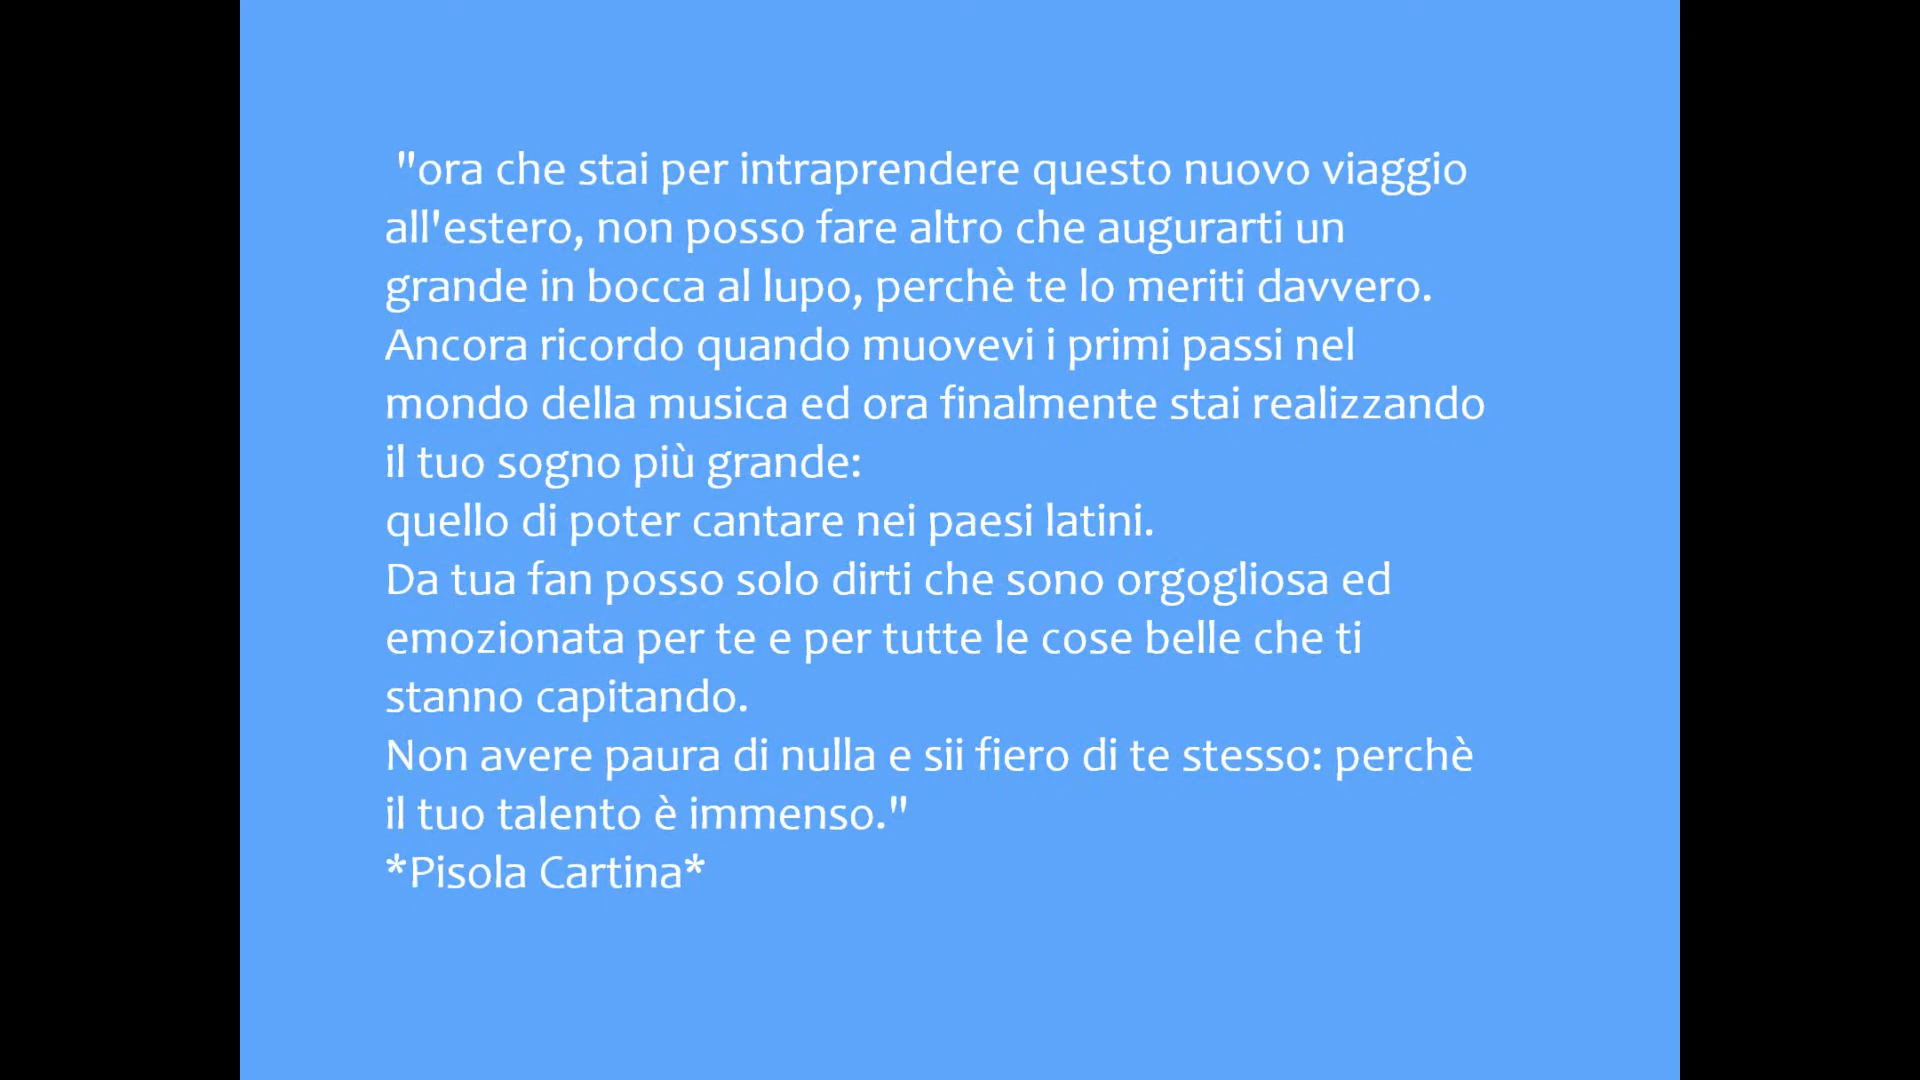 "ora che stai per intraprendere questo nuovo viaggio
all'estero, non posso fare altro che augurarti un
grande in bocca al lupo, perchè te lo meriti davvero.
Ancora ricordo quando muovevi i primi passi nel
mondo della musica ed ora finalmente stai realizzando
il tuo sogno più grande:
quello di poter cantare nei paesi latini.
Da tua fan posso solo dirti che sono orgogliosa ed
emozionata per te e per tutte le cose belle che ti
stanno capitando.
Non avere paura di nulla e sii fiero di te stesso: perchè
il tuo talento è immenso."
*Pisola Cartina*